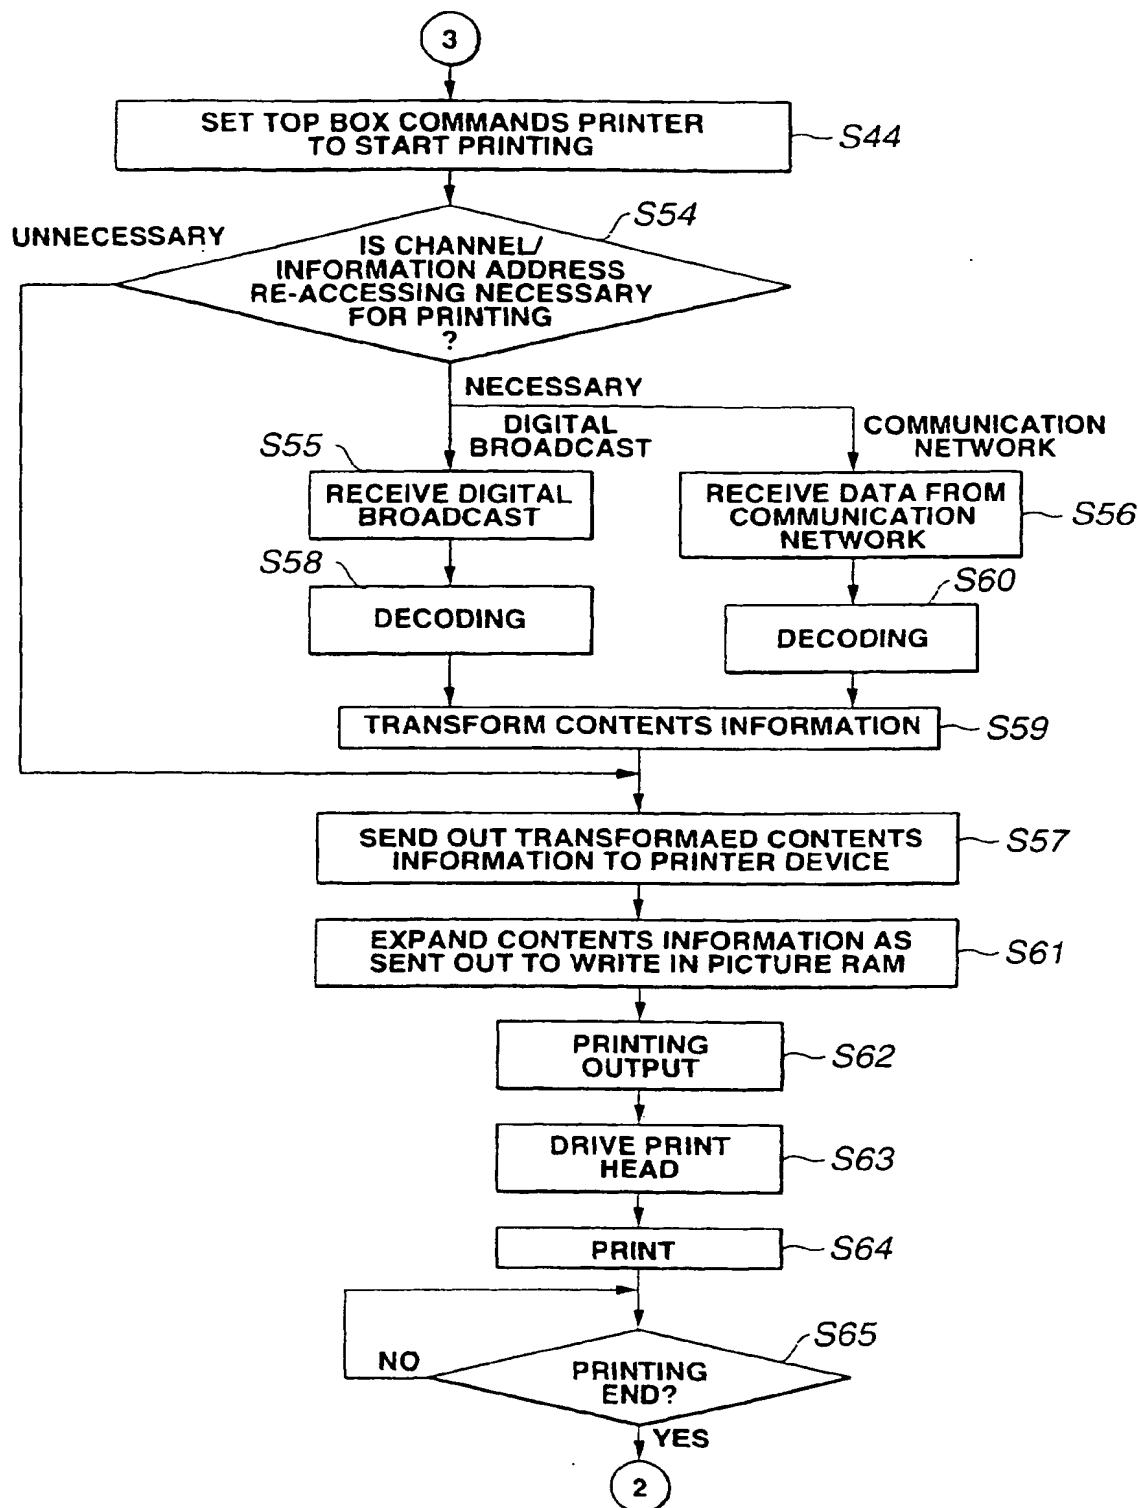 3
SET TOP BOX COMMANDS PRINTER
TO START PRINTING
S44
S54
UNNECESSARY
IS CHANNEL/
INFORMATION ADDRESS
RE-ACCESSING NECESSARY
FOR PRINTING
?
NECESSARY
DIGITAL
BROADCAST
COMMUNICATION
NETWORK
S55
RECEIVE DIGITAL
BROADCAST
RECEIVE DATA FROM
COMMUNICATION
NETWORK
S56
S58
DECODING
S60
DECODING
TRANSFORM CONTENTS INFORMATION
S59
SEND OUT TRANSFORMAED CONTENTS
INFORMATION TO PRINTER DEVICE
S57
EXPAND CONTENTS INFORMATION AS
SENT OUT TO WRITE IN PICTURE RAM
S61
PRINTING
OUTPUT
S62
DRIVE PRINT
HEAD
S63
PRINT
S64
S65
NO
PRINTING
END?
YES
2